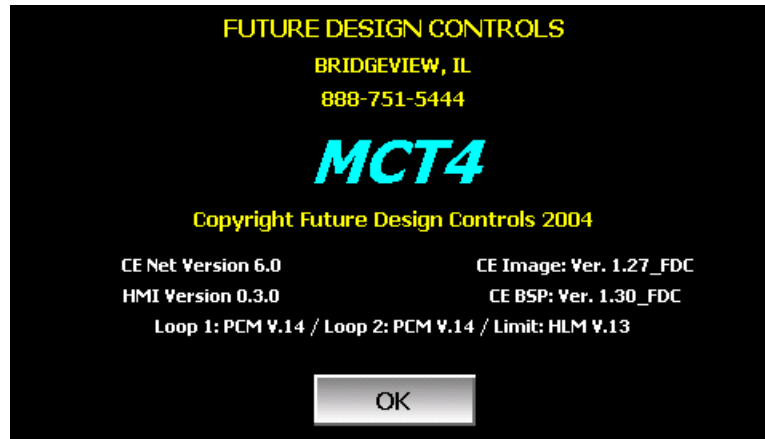 FUTURE DESIGN CONTROLS
BRIDGEVIEW, IL
888-751-5444
MCT4
Copyright Future Design Controls 2004
CE Net Version 6.0 CE Image: Ver. 1.27_FDC
HMI Version 0.3.0 CE BSP: Ver. 1.30_FDC
Loop 1: PCM V.14 / Loop 2: PCM V.14 / Limit: HLM V.13
OK